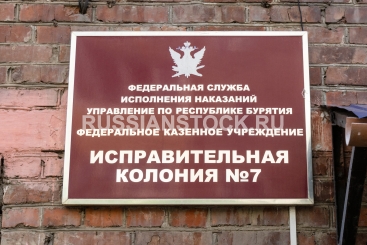 ФЕДЕРАЛЬНАЯ СЛУЖБА
ИСПОЛНЕНИЯ НАКАЗАНИЙ
УПРАВЛЕНИЕ ПО РЕСПУБЛИКЕ БУРЯТИЯ
RUSSIANSTOCK.RU
ФЕДЕРАЛЬНОЕ КАЗЕННОЕ УЧРЕЖДЕНИЕ
ИСПРАВИТЕЛЬНАЯ
КОЛОНИЯ №7